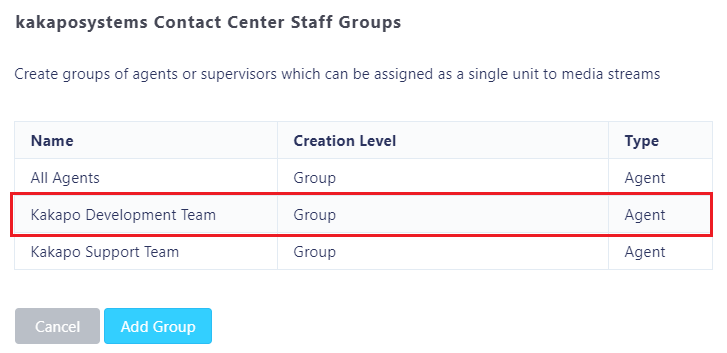 kakaposystems Contact Center Staff Groups
Create groups of agents or supervisors which can be assigned as a single unit to media streams
Name Creation Level Type
All Agents Group Agent
Kakapo Development Team Group Agent
Kakapo Support Team Group Agent
Cancel Add Group